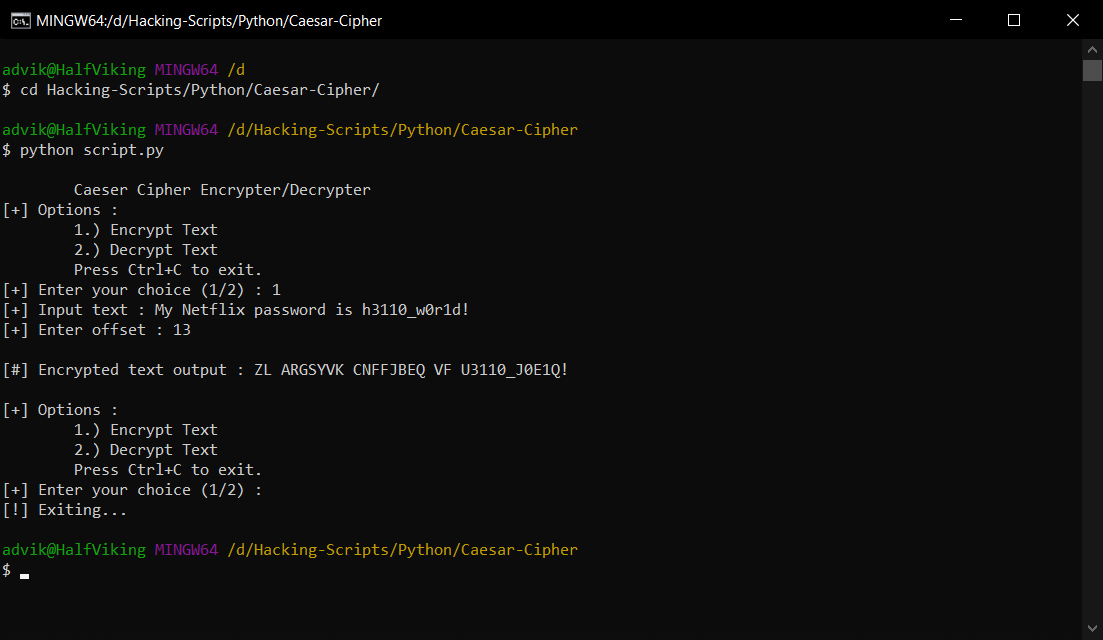 MINGW64:/d/Hacking-Scripts/Python/Caesar-Cipher
advik@HalfViking MINGW64 /d
$ cd Hacking-Scripts/Python/Caesar-Cipher/
advik@HalfViking MINGW64 /d/Hacking-Scripts/Python/Caesar-Cipher
$ python script.py
Caeser Cipher Encrypter/Decrypter
[+] Options :
1.) Encrypt Text
2.) Decrypt Text
Press Ctrl+C to exit.
[+] Enter your choice (1/2) : 1
[+] Input text : My Netflix password is h3110_w0r1d!
[+] Enter offset : 13
[#] Encrypted text output : ZL ARGSYVK CNFFJBEQ VF U3110_J0E1Q!
[+] Options :
1.) Encrypt Text
2.) Decrypt Text
Press Ctrl+C to exit.
[+] Enter your choice (1/2) :
[!] Exiting...
advik@HalfViking MINGW64 /d/Hacking-Scripts/Python/Caesar-Cipher
$